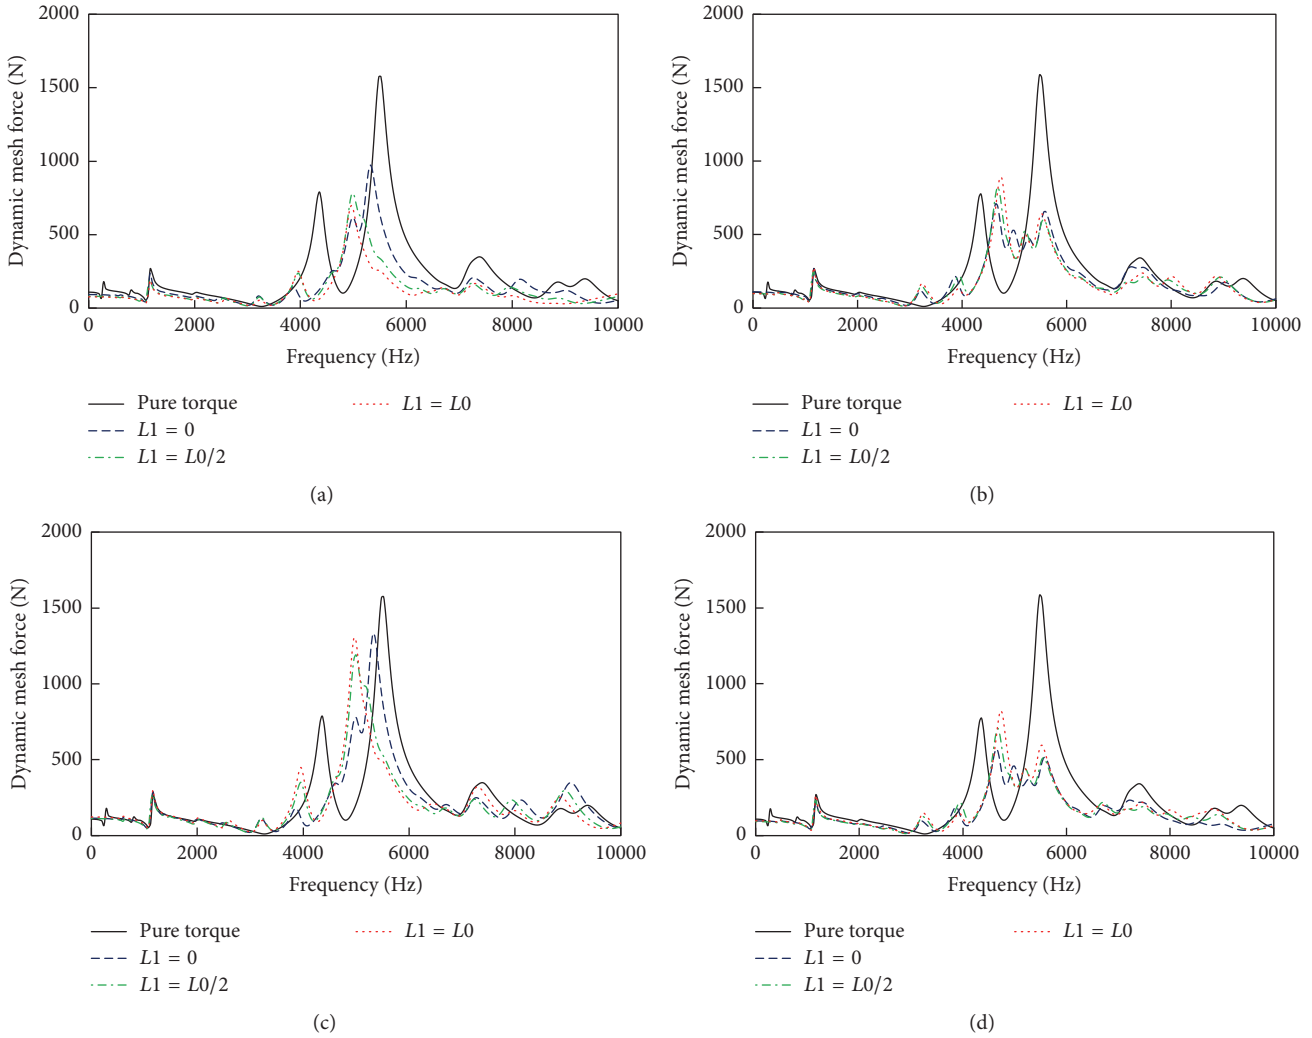 2000
1500
1000
500
0
Dynamic mesh force (N)
0 2000 4000 6000 8000 10000
Frequency (Hz)
Pure torque
L1 = 0
L1 = L0/2
L1 = L0
(a)
2000
1500
1000
500
0
Dynamic mesh force (N)
0 2000 4000 6000 8000 10000
Frequency (Hz)
Pure torque
L1 = 0
L1 = L0/2
L1 = L0
(b)
2000
1500
1000
500
0
Dynamic mesh force (N)
0 2000 4000 6000 8000 10000
Frequency (Hz)
Pure torque
L1 = 0
L1 = L0/2
L1 = L0
(c)
2000
1500
1000
500
0
Dynamic mesh force (N)
0 2000 4000 6000 8000 10000
Frequency (Hz)
Pure torque
L1 = 0
L1 = L0/2
L1 = L0
(d)